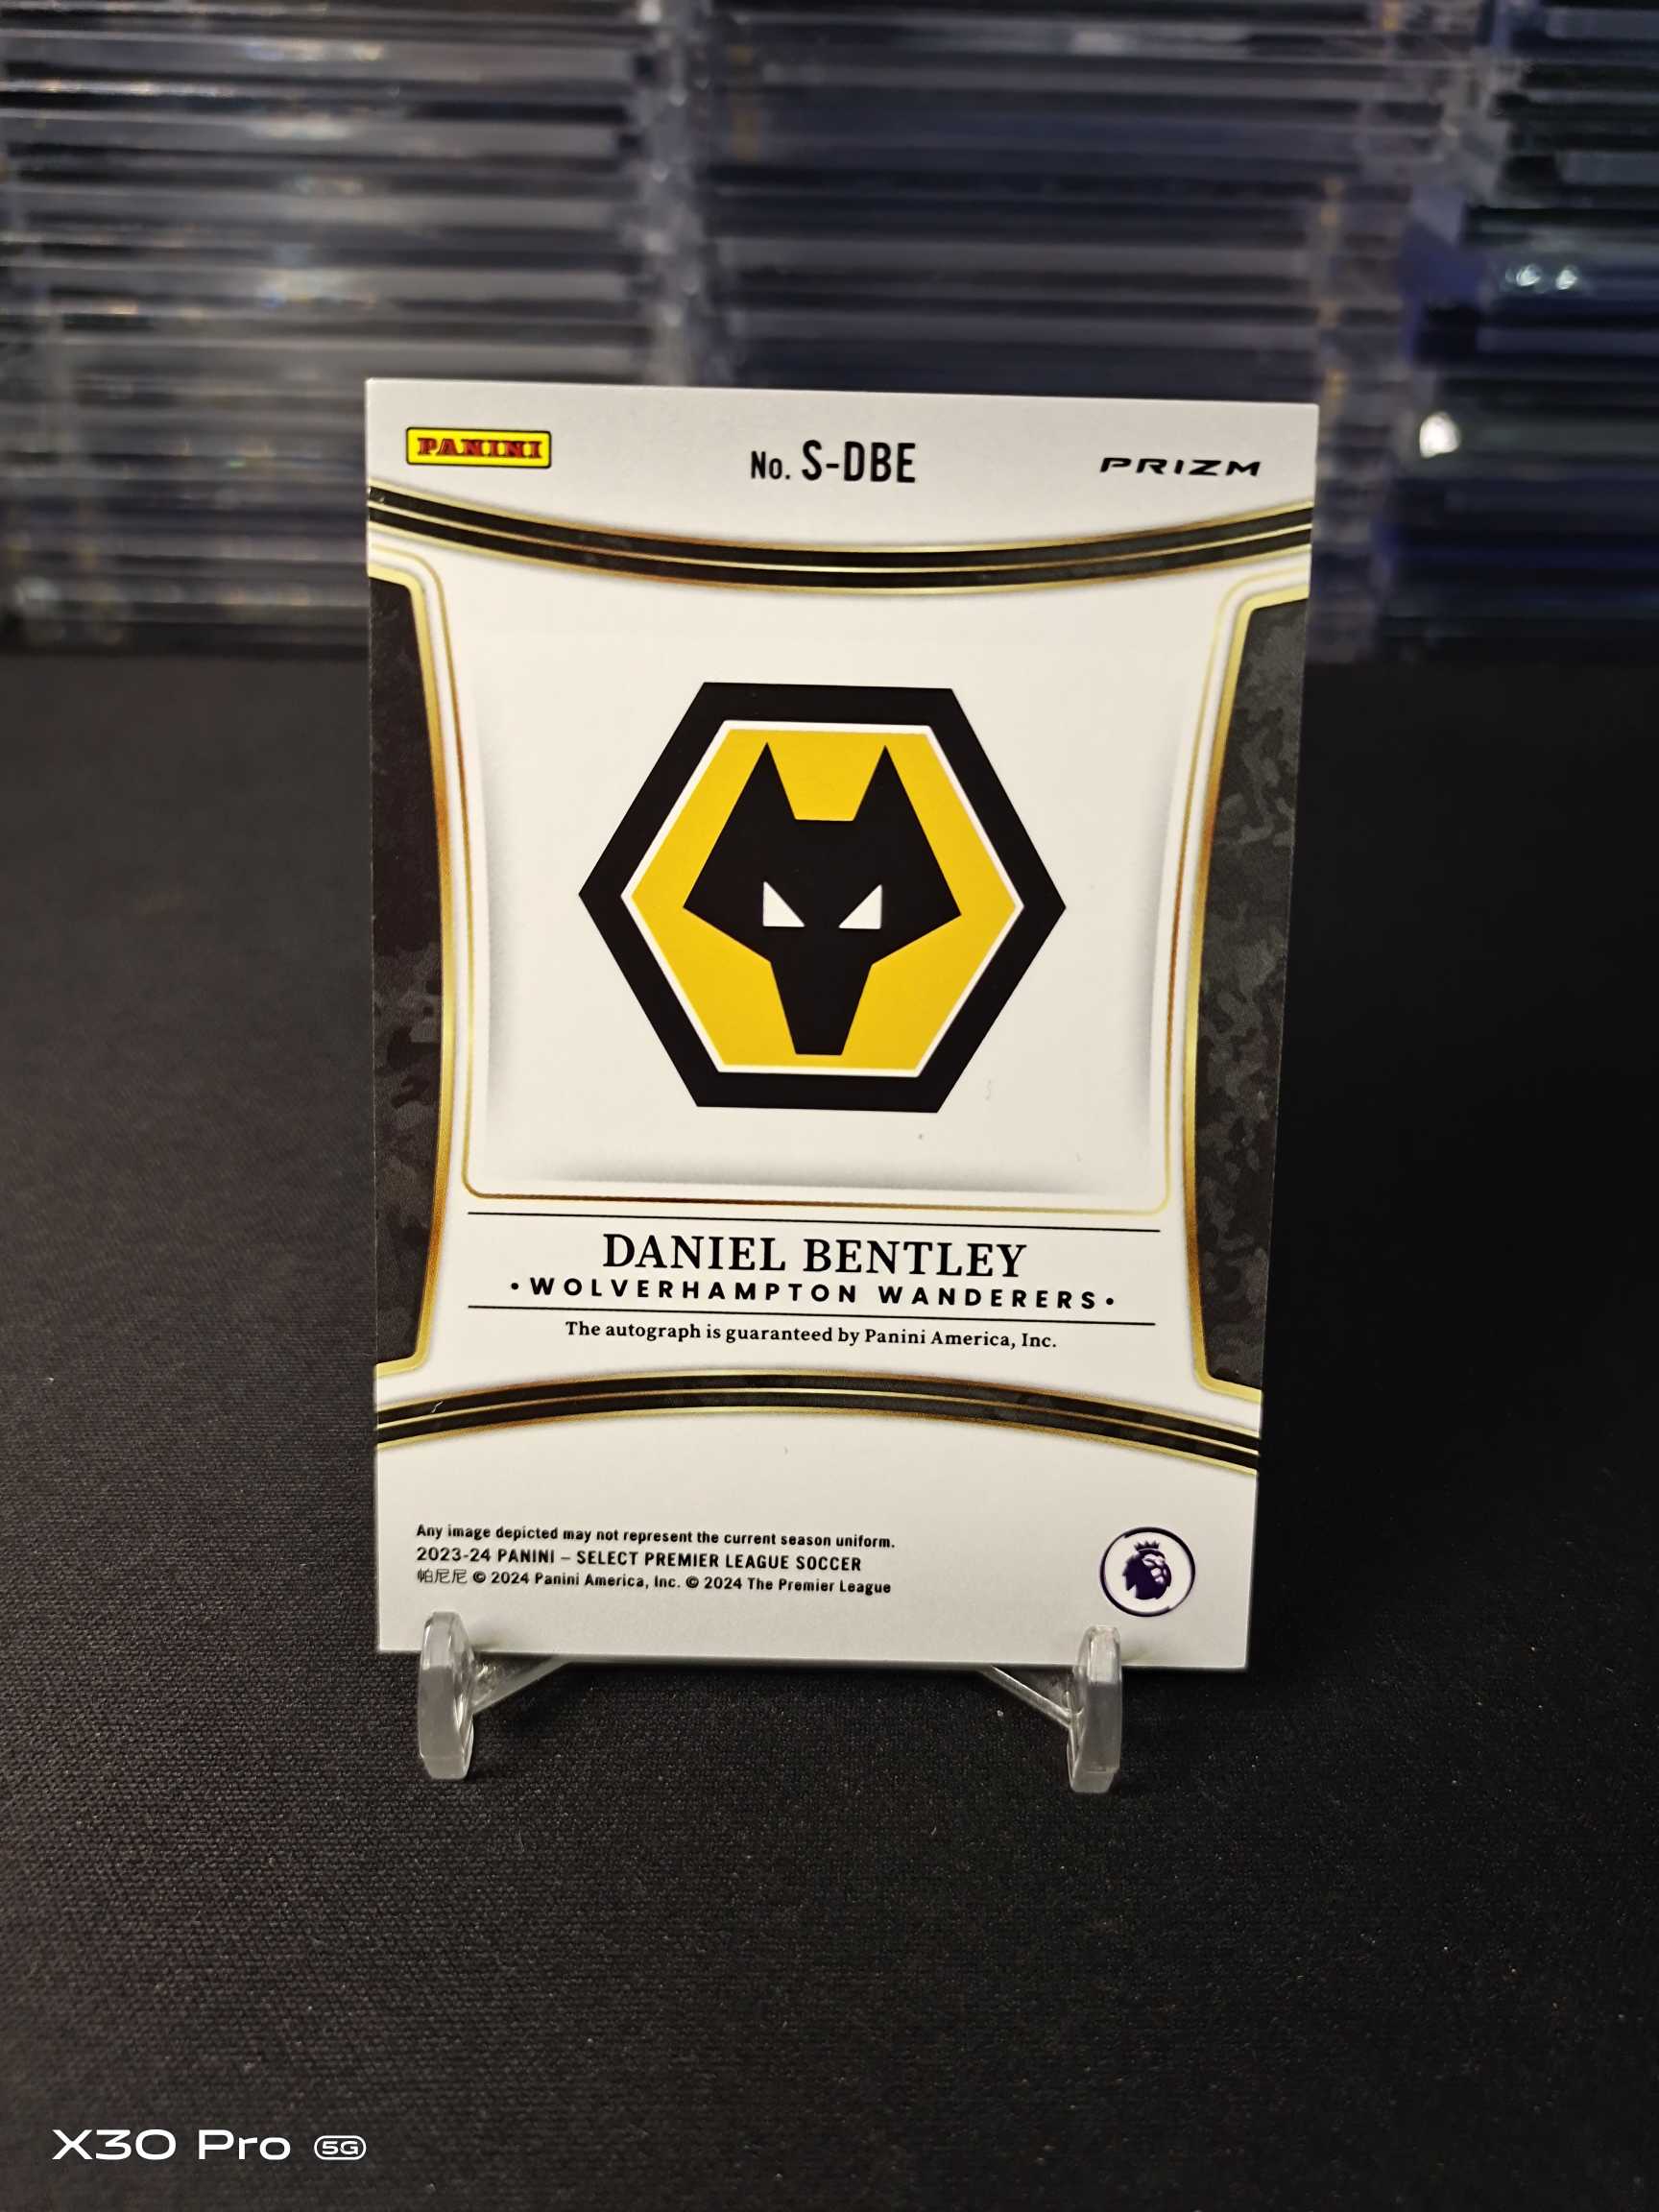 PANINI
No. S-DBE
PRIZM
DANIEL BENTLEY
•WOLVERHAMPTON WANDERERS•
The autograph is guaranteed by Panini America, Inc.
Any image depicted may not represent the current season uniform.
2023-24 PANINI – SELECT PREMIER LEAGUE SOCCER
帕尼尼 © 2024 Panini America, Inc. © 2024 The Premier League
X30 Pro 5G